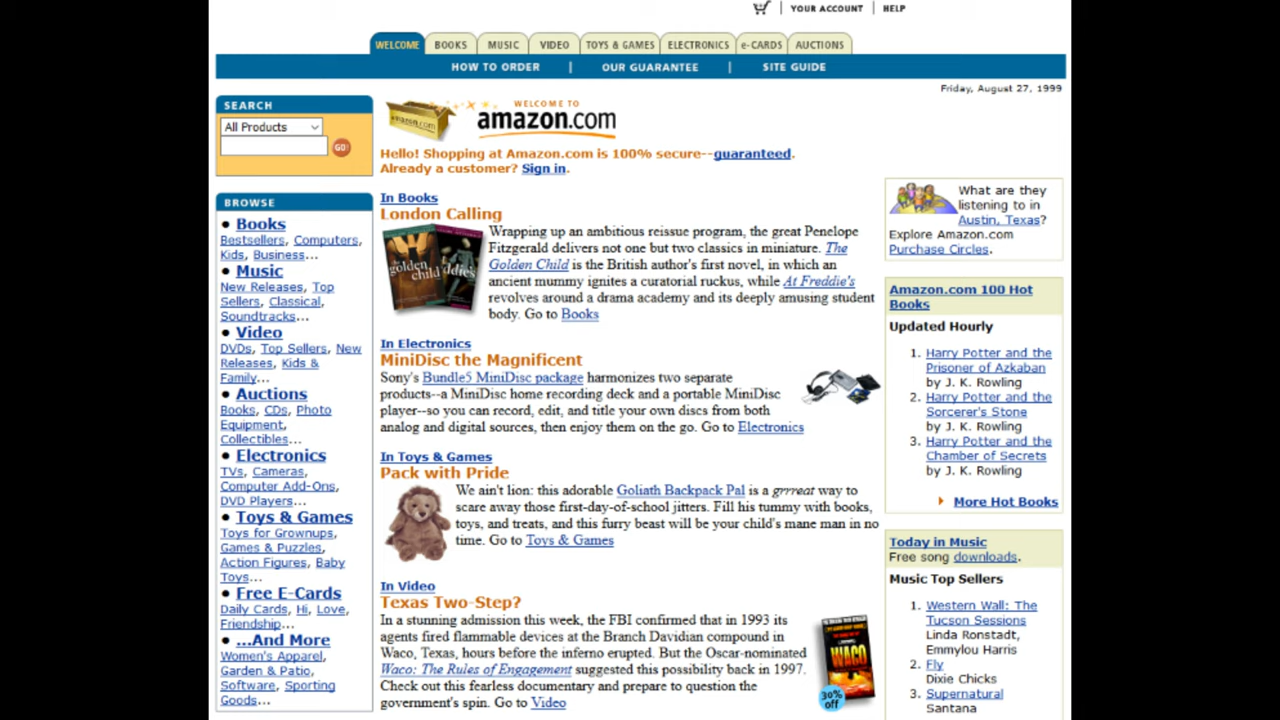 YOUR ACCOUNT | HELP
WELCOME BOOKS MUSIC VIDEO TOYS & GAMES ELECTRONICS e-CARDS AUCTIONS
HOW TO ORDER | OUR GUARANTEE | SITE GUIDE
Friday, August 27, 1999
SEARCH
All Products
GO!
BROWSE
• Books
Bestsellers, Computers,
Kids, Business...
• Music
New Releases, Top
Sellers, Classical,
Soundtracks...
• Video
DVDs, Top Sellers, New
Releases, Kids &
Family...
• Auctions
Books, CDs, Photo
Equipment,
Collectibles...
• Electronics
TVs, Cameras,
Computer Add-Ons,
DVD Players...
• Toys & Games
Toys for Grownups,
Games & Puzzles,
Action Figures, Baby
Toys...
• Free E-Cards
Daily Cards, Hi, Love,
Friendship...
• ...And More
Women's Apparel,
Garden & Patio,
Software, Sporting
Goods...
amazon.com
WELCOME TO
amazon.com
Hello! Shopping at Amazon.com is 100% secure--guaranteed.
Already a customer? Sign in.
In Books
London Calling
the golden child
Wrapping up an ambitious reissue program, the great Penelope
Fitzgerald delivers not one but two classics in miniature. The
Golden Child is the British author's first novel, in which an
ancient mummy ignites a curatorial ruckus, while At Freddie's
revolves around a drama academy and its deeply amusing student
body. Go to Books
In Electronics
MiniDisc the Magnificent
Sony's Bundle5 MiniDisc package harmonizes two separate
products--a MiniDisc home recording deck and a portable MiniDisc
player--so you can record, edit, and title your own discs from both
analog and digital sources, then enjoy them on the go. Go to Electronics
In Toys & Games
Pack with Pride
We ain't lion: this adorable Goliath Backpack Pal is a grrreat way to
scare away those first-day-of-school jitters. Fill his tummy with books,
toys, and treats, and this furry beast will be your child's mane man in no
time. Go to Toys & Games
In Video
Texas Two-Step?
In a stunning admission this week, the FBI confirmed that in 1993 its
agents fired flammable devices at the Branch Davidian compound in
Waco, Texas, hours before the inferno erupted. But the Oscar-nominated
Waco: The Rules of Engagement suggested this possibility back in 1997.
Check out this fearless documentary and prepare to question the
government's spin. Go to Video
WACO
30%
off
What are they
listening to in
Austin, Texas?
Explore Amazon.com
Purchase Circles.
Amazon.com 100 Hot
Books
Updated Hourly
1. Harry Potter and the
Prisoner of Azkaban
by J. K. Rowling
2. Harry Potter and the
Sorcerer's Stone
by J. K. Rowling
3. Harry Potter and the
Chamber of Secrets
by J. K. Rowling
More Hot Books
Today in Music
Free song downloads.
Music Top Sellers
1. Western Wall: The
Tucson Sessions
Linda Ronstadt,
Emmylou Harris
2. Fly
Dixie Chicks
3. Supernatural
Santana